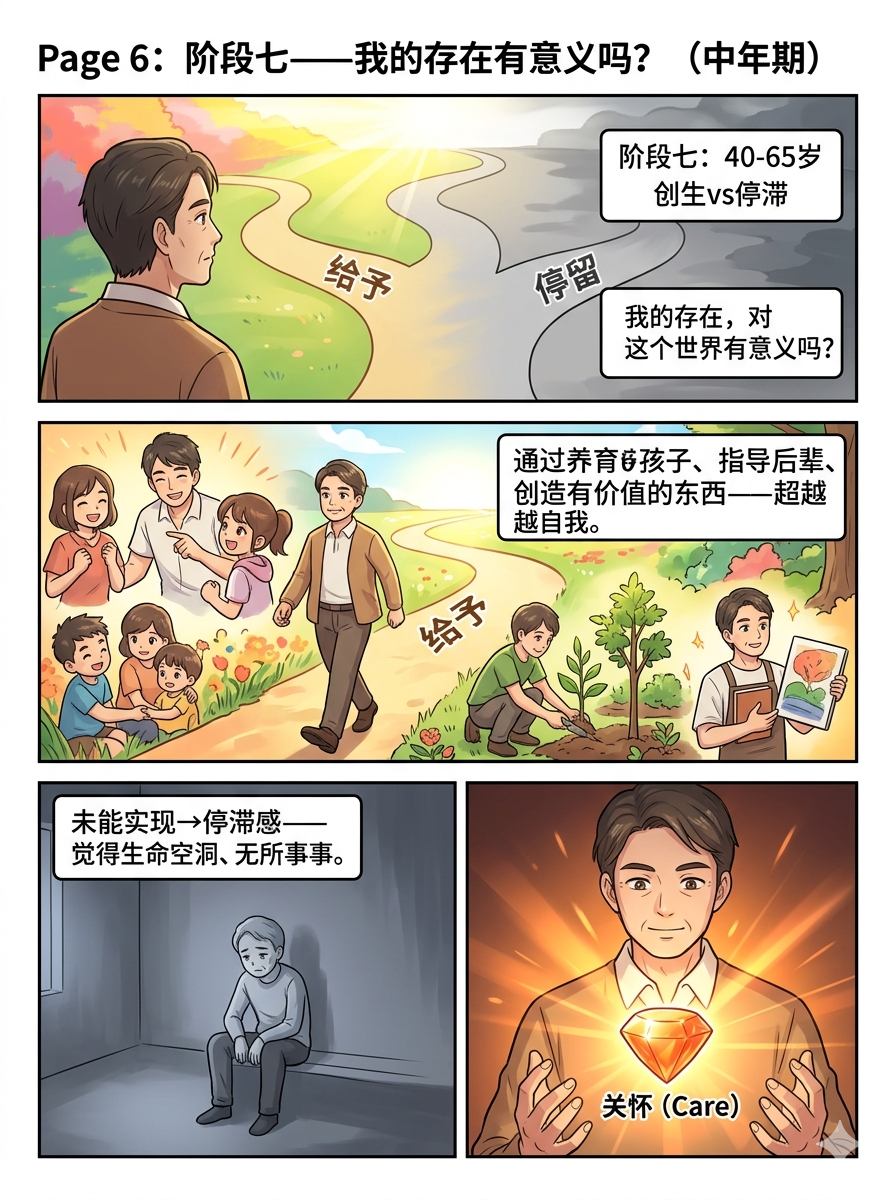 Page 6：阶段七——我的存在有意义吗？（中年期）
阶段七：40-65岁
创生vs停滞
给予
停留
我的存在，对
这个世界有意义吗？
通过养育孩子、指导后辈、
创造有价值的东西——超越
越自我。
给予
未能实现→停滞感——
觉得生命空洞、无所事事。
关怀（Care）